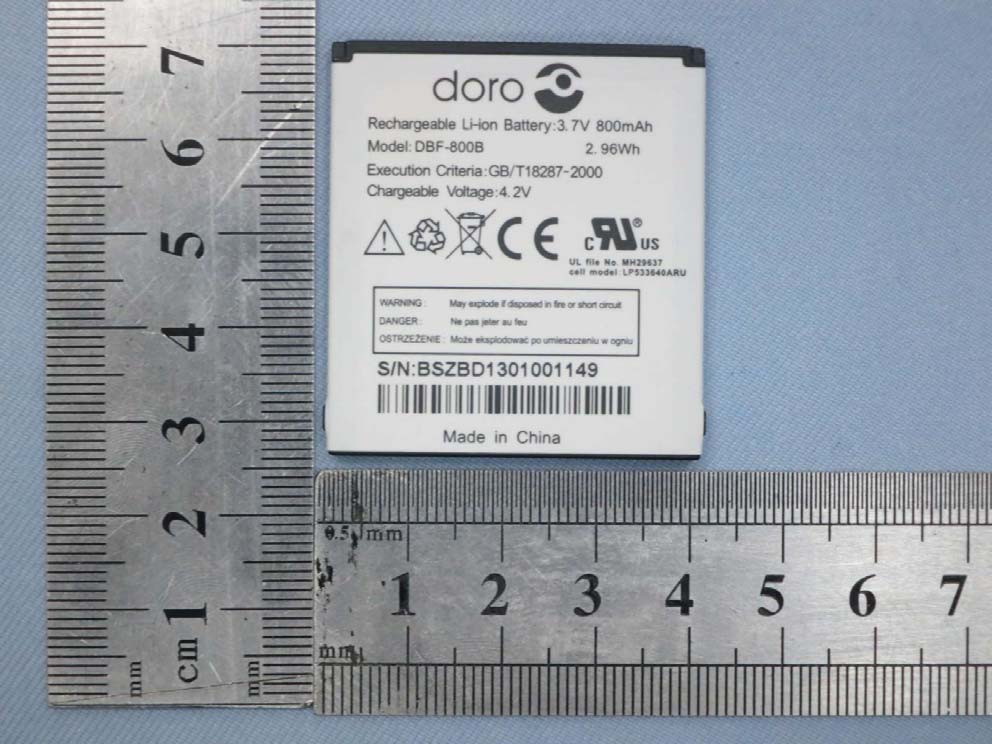 doro
Rechargeable Li-ion Battery:3.7V 800mAh
Model: DBF-800B 2.96Wh
Execution Criteria:GB/T18287-2000
Chargeable Voltage:4.2V
CE
c RU US ®
UL file No. MH29637
cell model: LP533640ARU
WARNING: May explode if disposed in fire or short circuit
DANGER: Ne pas jeter au feu
OSTRZEŻENIE: Może eksplodować po umieszczeniu w ogniu
S/N:BSZBD1301001149
Made in China
7
6
5
4
3
2
1
cm
mm
mm
0.5 mm
1 2 3 4 5 6 7
mm